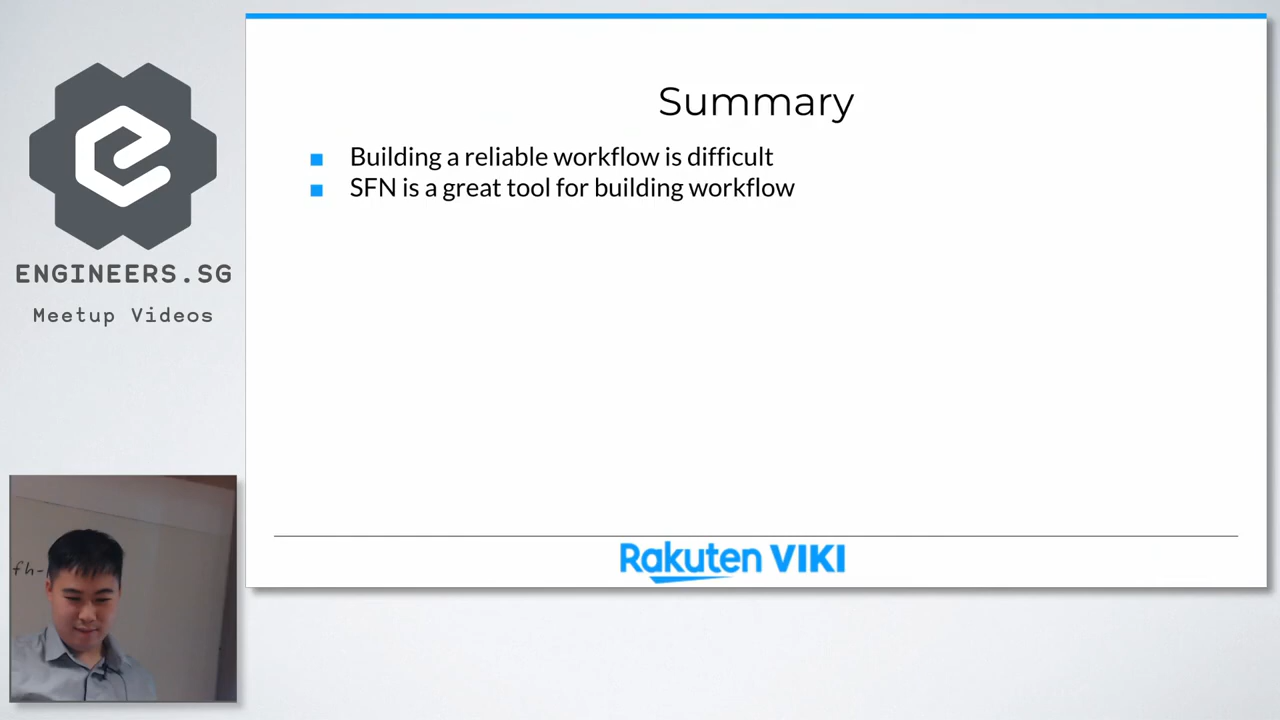 ENGINEERS.SG
Meetup Videos
Summary
Building a reliable workflow is difficult
SFN is a great tool for building workflow
Rakuten VIKI
fh-